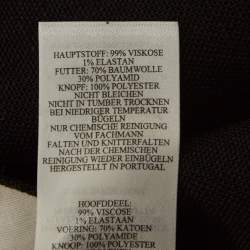 HAUPTSTOFF: 99% VISKOSE
1% ELASTAN
FUTTER: 70% BAUMWOLLE
30% POLYAMID
KNOPF: 100% POLYESTER
NICHT BLEICHEN
NICHT IM TUMBER TROCKNEN
BEI NIEDRIGER TEMPERATUR
BÜGELN
NUR CHEMISCHE REINIGUNG
VOM FACHMANN
FALTEN UND KNITTERFALTEN
NACH DER CHEMISCHEN
REINIGUNG WIEDER EINBÜGELN
HERGESTELLT IN PORTUGAL
HOOFDDEEL:
99% VISCOSE
1% ELASTAAN
VOERING: 70% KATOEN
30% POLYAMIDE
KNOOP: 100% POLYESTER